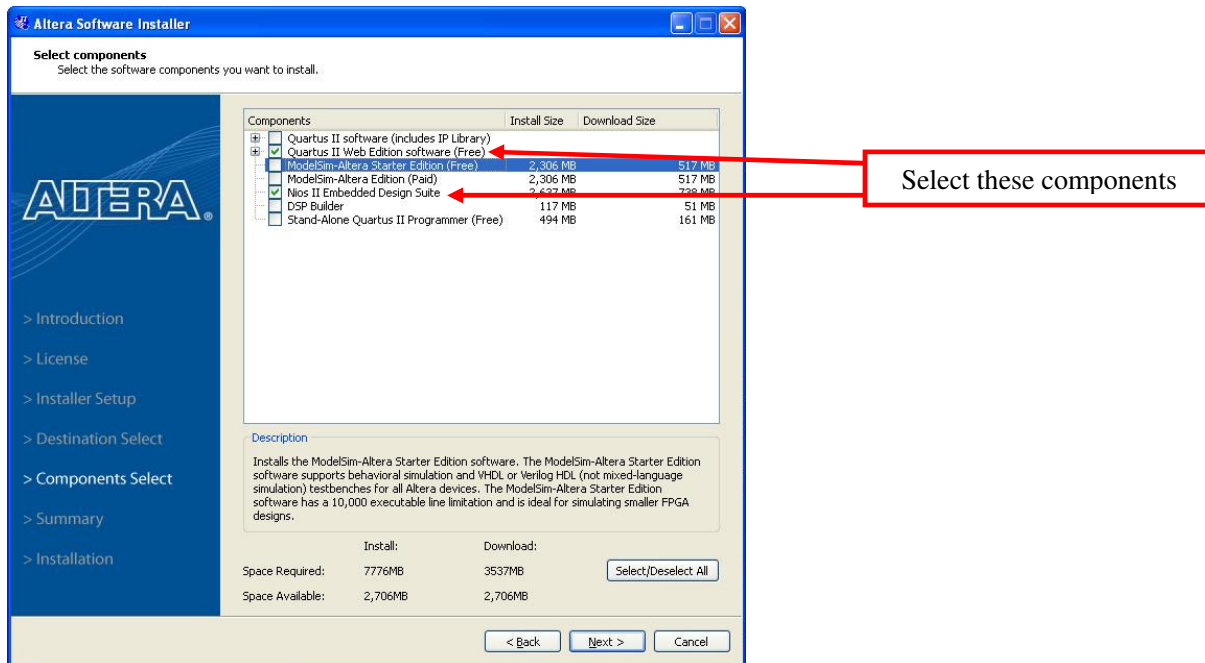 Altera Software Installer
Select components
Select the software components you want to install.
Components Install Size Download Size
Quartus II software (includes IP Library)
Quartus II Web Edition software (Free)
ModelSim-Altera Starter Edition (Free) 2,306 MB 517 MB
ModelSim-Altera Edition (Paid) 2,306 MB 517 MB
Nios II Embedded Design Suite 2,637 MB 738 MB
DSP Builder 117 MB 51 MB
Stand-Alone Quartus II Programmer (Free) 494 MB 161 MB
Select these components
ALTERA®
> Introduction
> License
> Installer Setup
> Destination Select
> Components Select
> Summary
> Installation
Description
Installs the ModelSim-Altera Starter Edition software. The ModelSim-Altera Starter Edition
software supports behavioral simulation and VHDL or Verilog HDL (not mixed-language
simulation) testbenches for all Altera devices. The ModelSim-Altera Starter Edition
software has a 10,000 executable line limitation and is ideal for simulating smaller FPGA
designs.
Install: Download:
Space Required: 7776MB 3537MB Select/Deselect All
Space Available: 2,706MB 2,706MB
< Back Next > Cancel